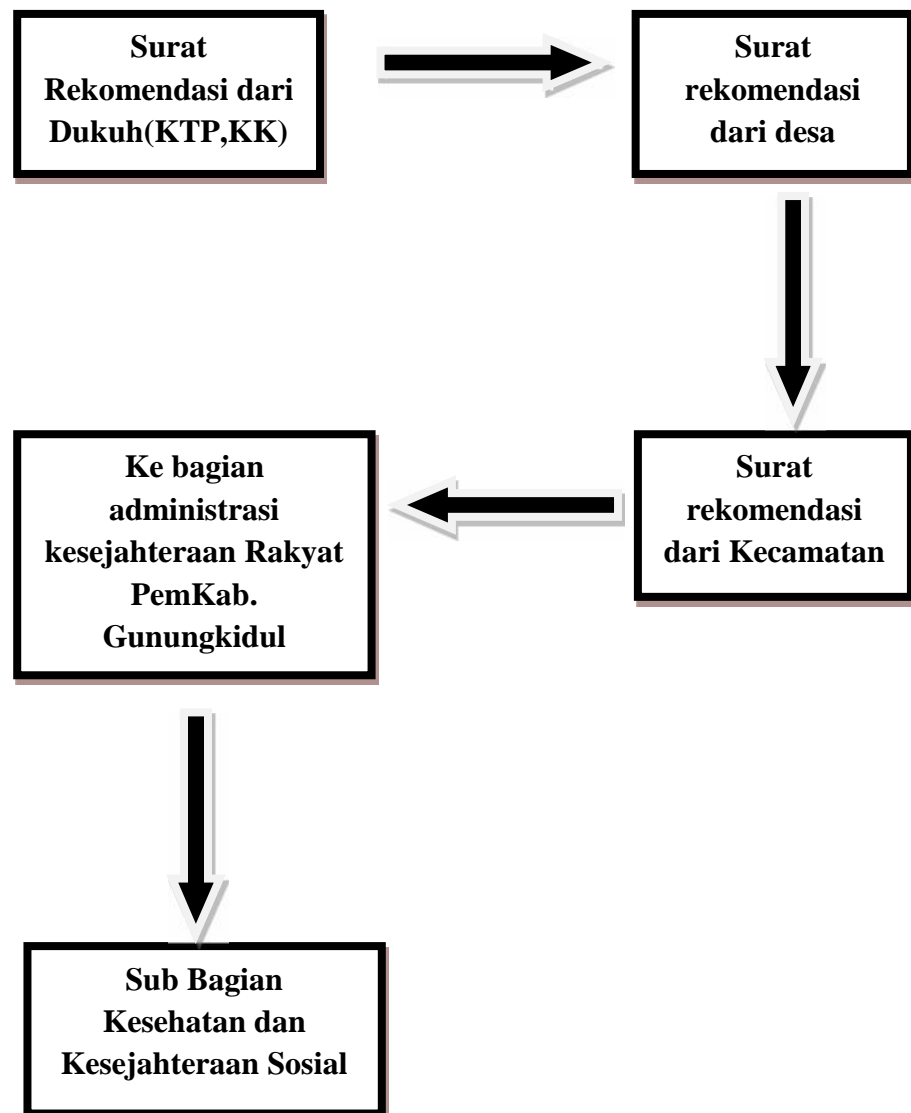 Surat
Rekomendasi dari
Dukuh(KTP,KK)
Surat
rekomendasi
dari desa
Surat
rekomendasi
dari Kecamatan
Ke bagian
administrasi
kesejahteraan Rakyat
PemKab.
Gunungkidul
Sub Bagian
Kesehatan dan
Kesejahteraan Sosial